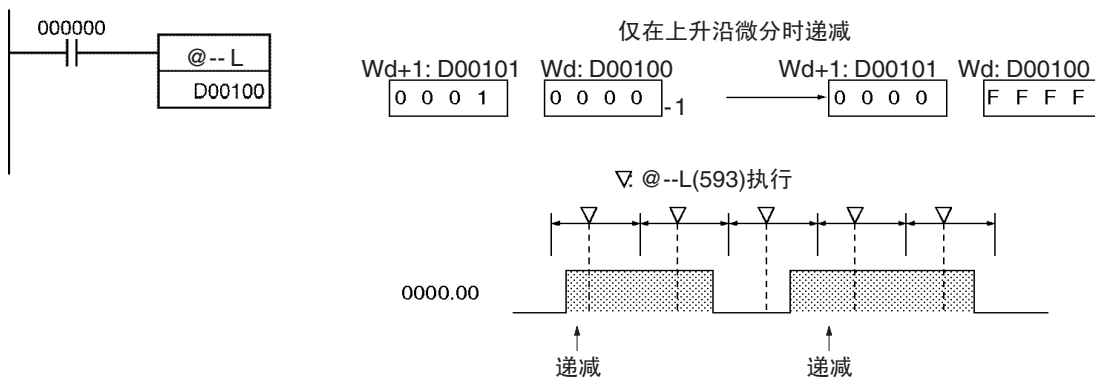 000000
@--L
D00100
仅在上升沿微分时递减
Wd+1: D00101 Wd: D00100 Wd+1: D00101 Wd: D00100
0 0 0 1 0 0 0 0 -1 0 0 0 0 F F F F
▽: @--L(593)执行
0000.00
递减 递减